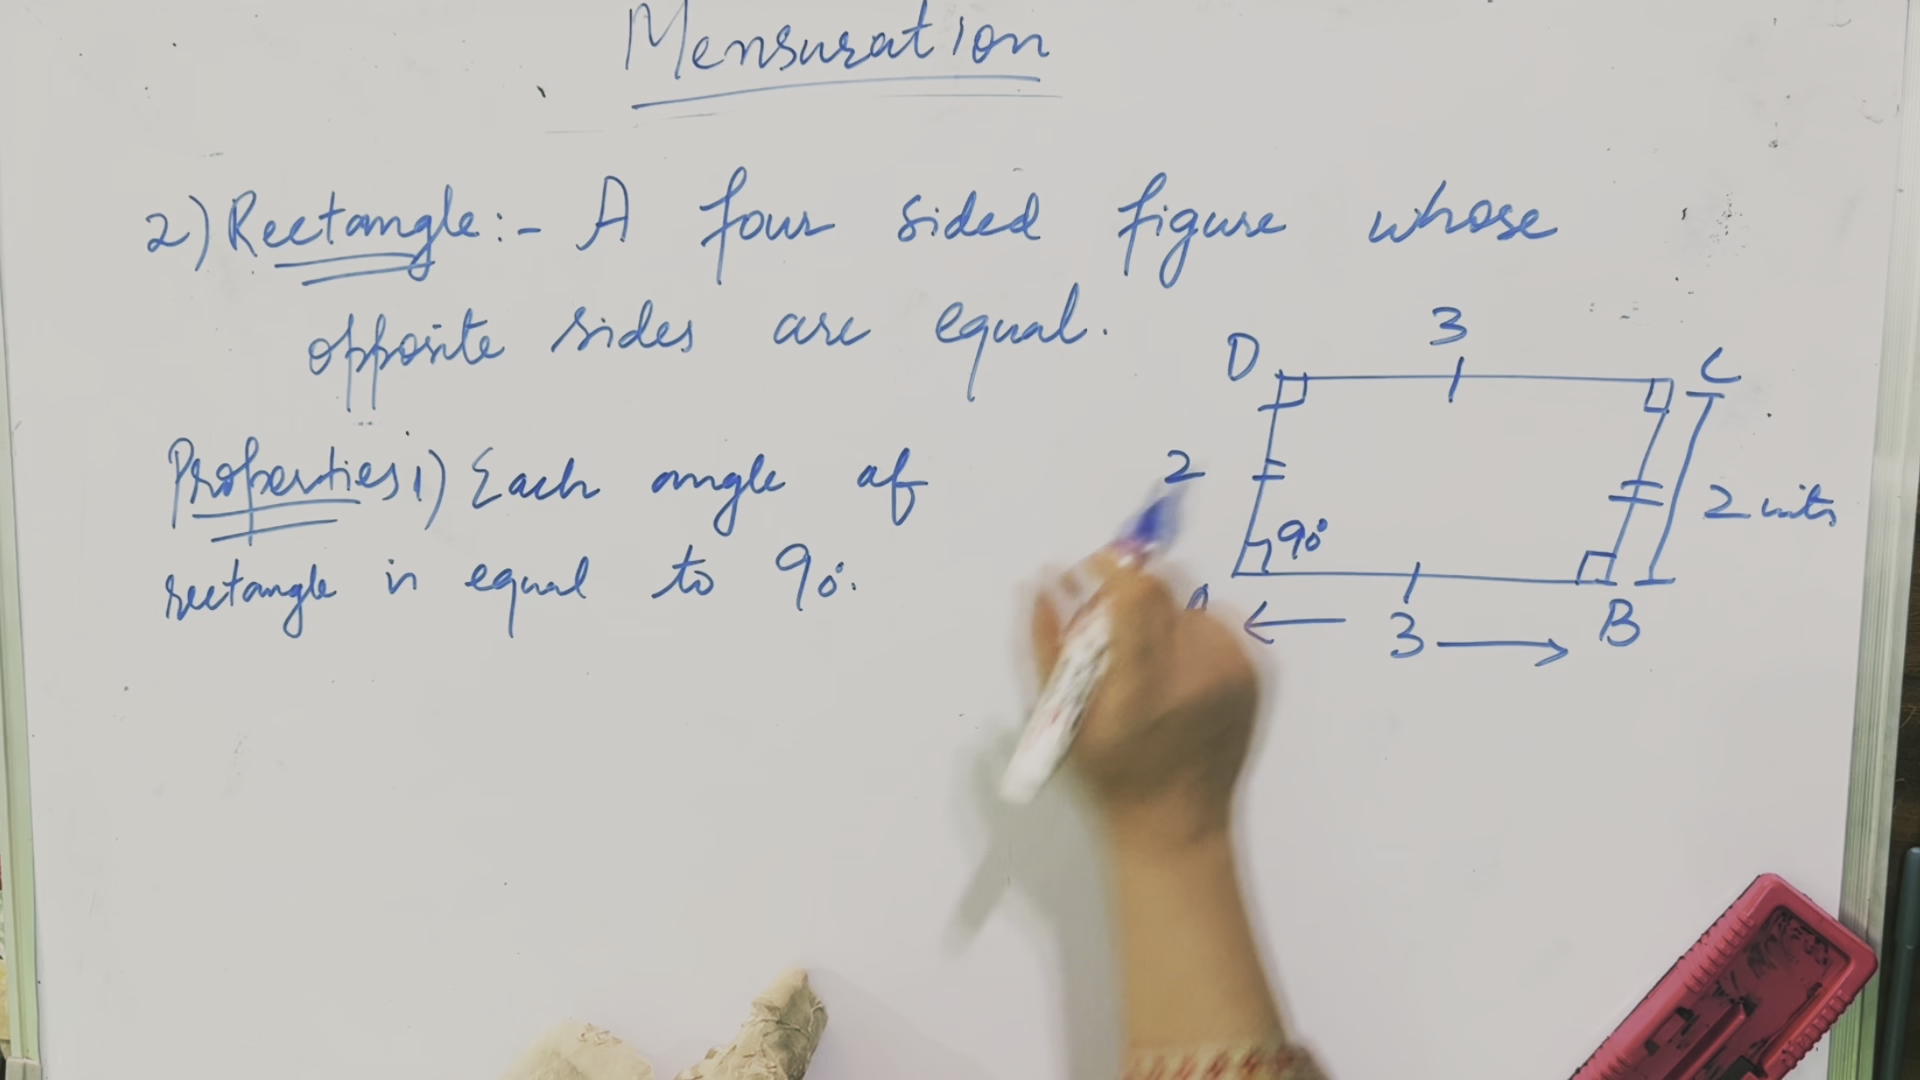 Mensuration
2) Rectangle:- A four sided figure whose
opposite sides are equal.
Properties 1) Each angle of
rectangle is equal to 90°.
3
D
C
2
2 units
90°
A
3
B